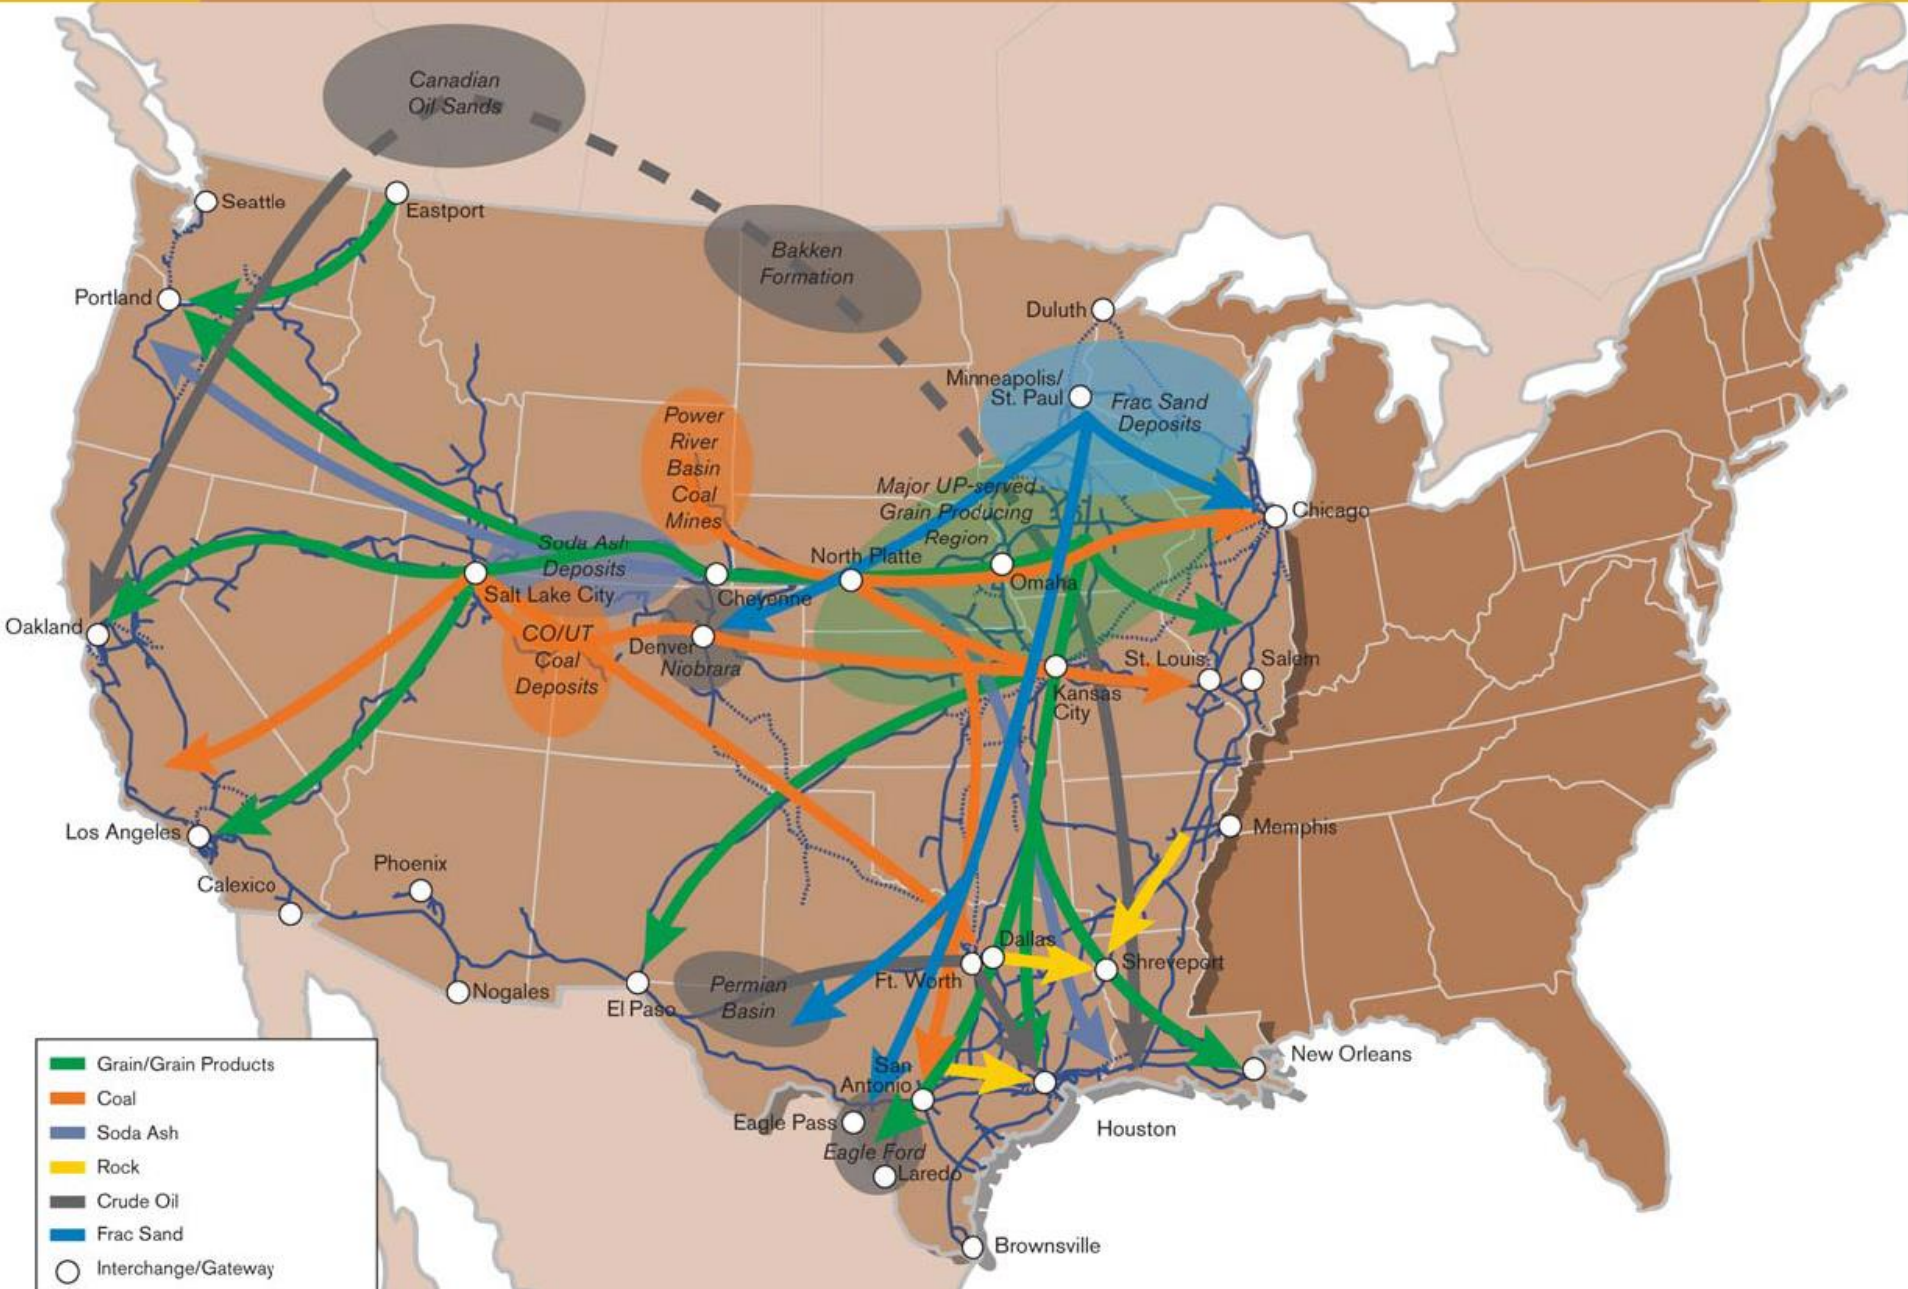 Canadian
Oil Sands
Seattle
Eastport
Bakken
Formation
Portland
Duluth
Minneapolis/
St. Paul
Frac Sand
Deposits
Power
River
Basin
Coal
Mines
Major UP-served
Grain Producing
Region
Chicago
Soda Ash
Deposits
North Platte
Omaha
Salt Lake City
Cheyenne
Oakland
CO/UT
Coal
Deposits
Denver
Niobrara
St. Louis
Salem
Kansas
City
Los Angeles
Memphis
Phoenix
Calexico
Dallas
Shreveport
Ft. Worth
Nogales
El Paso
Permian
Basin
San
Antonio
New Orleans
Eagle Pass
Houston
Eagle Ford
Laredo
Brownsville
Grain/Grain Products
Coal
Soda Ash
Rock
Crude Oil
Frac Sand
Interchange/Gateway